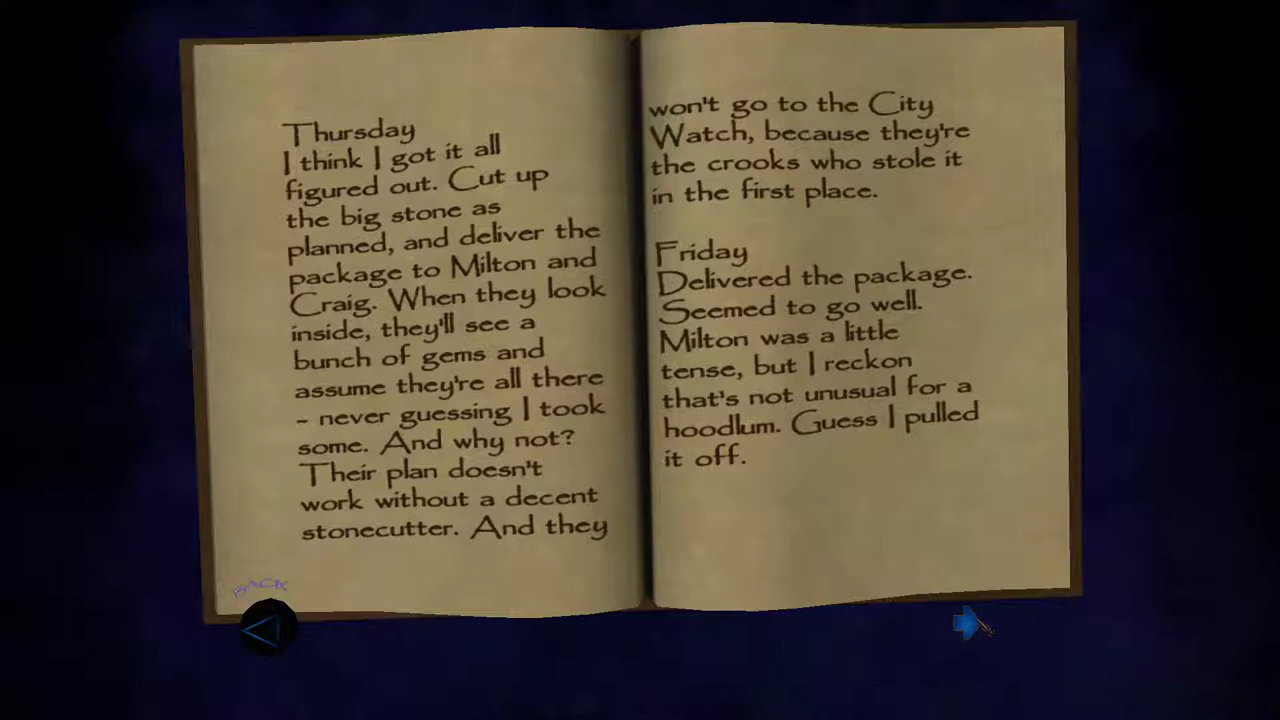 Thursday
I think I got it all
figured out. Cut up
the big stone as
planned, and deliver the
package to Milton and
Craig. When they look
inside, they'll see a
bunch of gems and
assume they're all there
- never guessing I took
some. And why not?
Their plan doesn't
work without a decent
stonecutter. And they
won't go to the City
Watch, because they're
the crooks who stole it
in the first place.
Friday
Delivered the package.
Seemed to go well.
Milton was a little
tense, but I reckon
that's not unusual for a
hoodlum. Guess I pulled
it off.
BACK